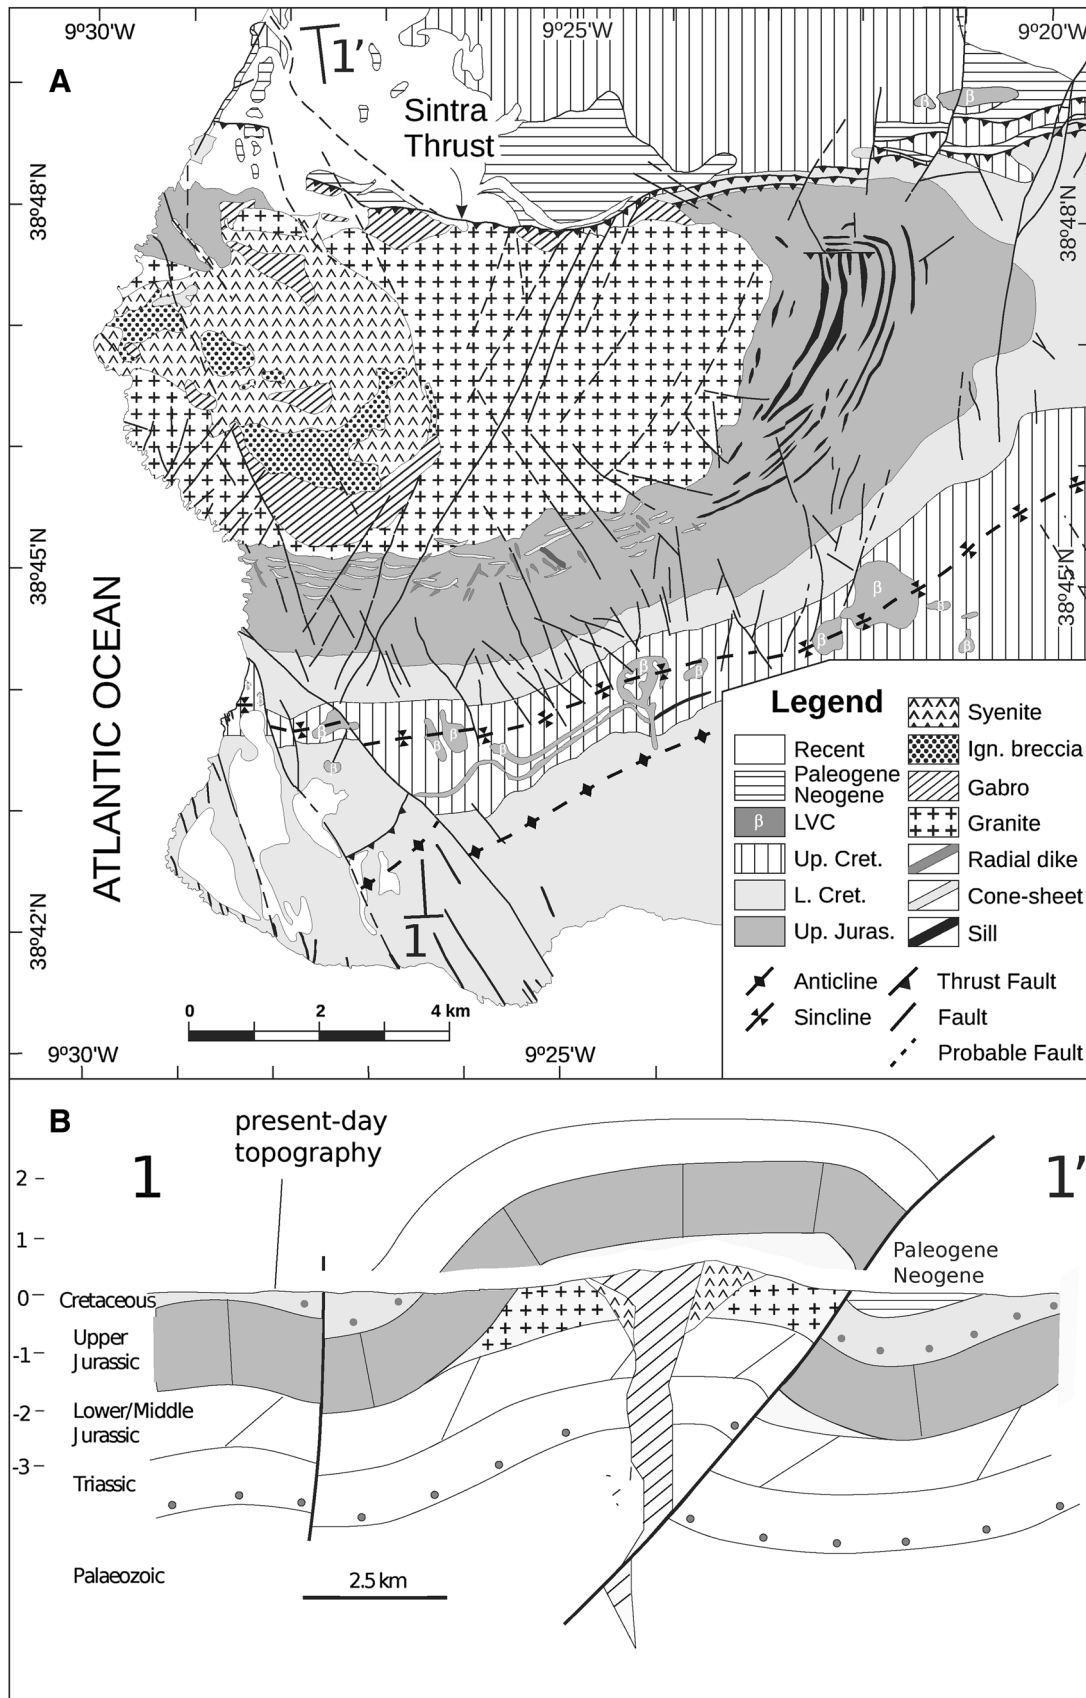 9º30'W
9º25'W
9º20'W
A
1'
Sintra
Thrust
β
β
38º48'N
38º48'N
38º45'N
38º45'N
38º42'N
ATLANTIC OCEAN
β
β
β
β
β
β
β
β
β
β
1
0
2
4 km
9º30'W
9º25'W
Legend
Recent
Paleogene
Neogene
β
LVC
Up. Cret.
L. Cret.
Up. Juras.
Syenite
Ign. breccia
Gabro
Granite
Radial dike
Cone-sheet
Sill
Anticline
Sincline
Thrust Fault
Fault
Probable Fault
B
present-day
topography
1
1'
2
1
0
-1
-2
-3
Paleogene
Neogene
Cretaceous
Upper
Jurassic
Lower/Middle
Jurassic
Triassic
Palaeozoic
2.5 km